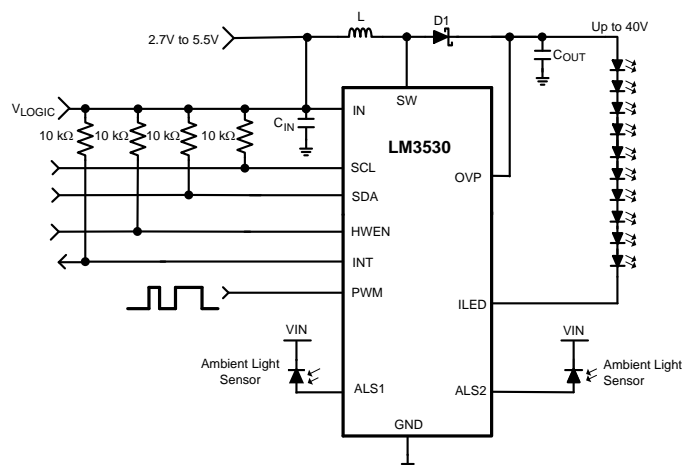 L
D1
2.7V to 5.5V
Up to 40V
COUT
SW
VLOGIC
IN
10 kΩ 10 kΩ 10 kΩ 10 kΩ
CIN
LM3530
SCL
OVP
SDA
HWEN
INT
PWM
ILED
VIN
VIN
Ambient Light
Sensor
Ambient Light
Sensor
ALS1
ALS2
GND